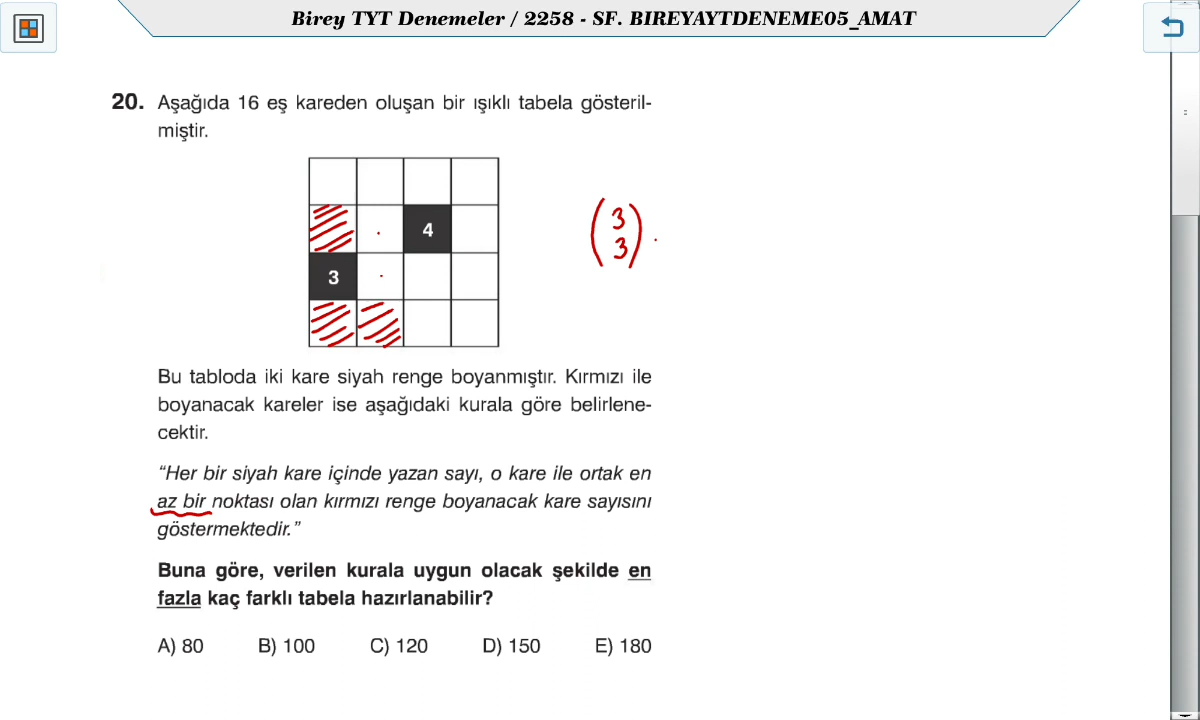 Birey TYT Denemeler / 2258 - SF. BIREYAYTDENEME05_AMAT
20. Aşağıda 16 eş kareden oluşan bir ışıklı tabela gösteril-
miştir.
4
3
(3
3)
Bu tabloda iki kare siyah renge boyanmıştır. Kırmızı ile
boyanacak kareler ise aşağıdaki kurala göre belirlene-
cektir.
“Her bir siyah kare içinde yazan sayı, o kare ile ortak en
az bir noktası olan kırmızı renge boyanacak kare sayısını
göstermektedir.”
Buna göre, verilen kurala uygun olacak şekilde en
fazla kaç farklı tabela hazırlanabilir?
A) 80 B) 100 C) 120 D) 150 E) 180